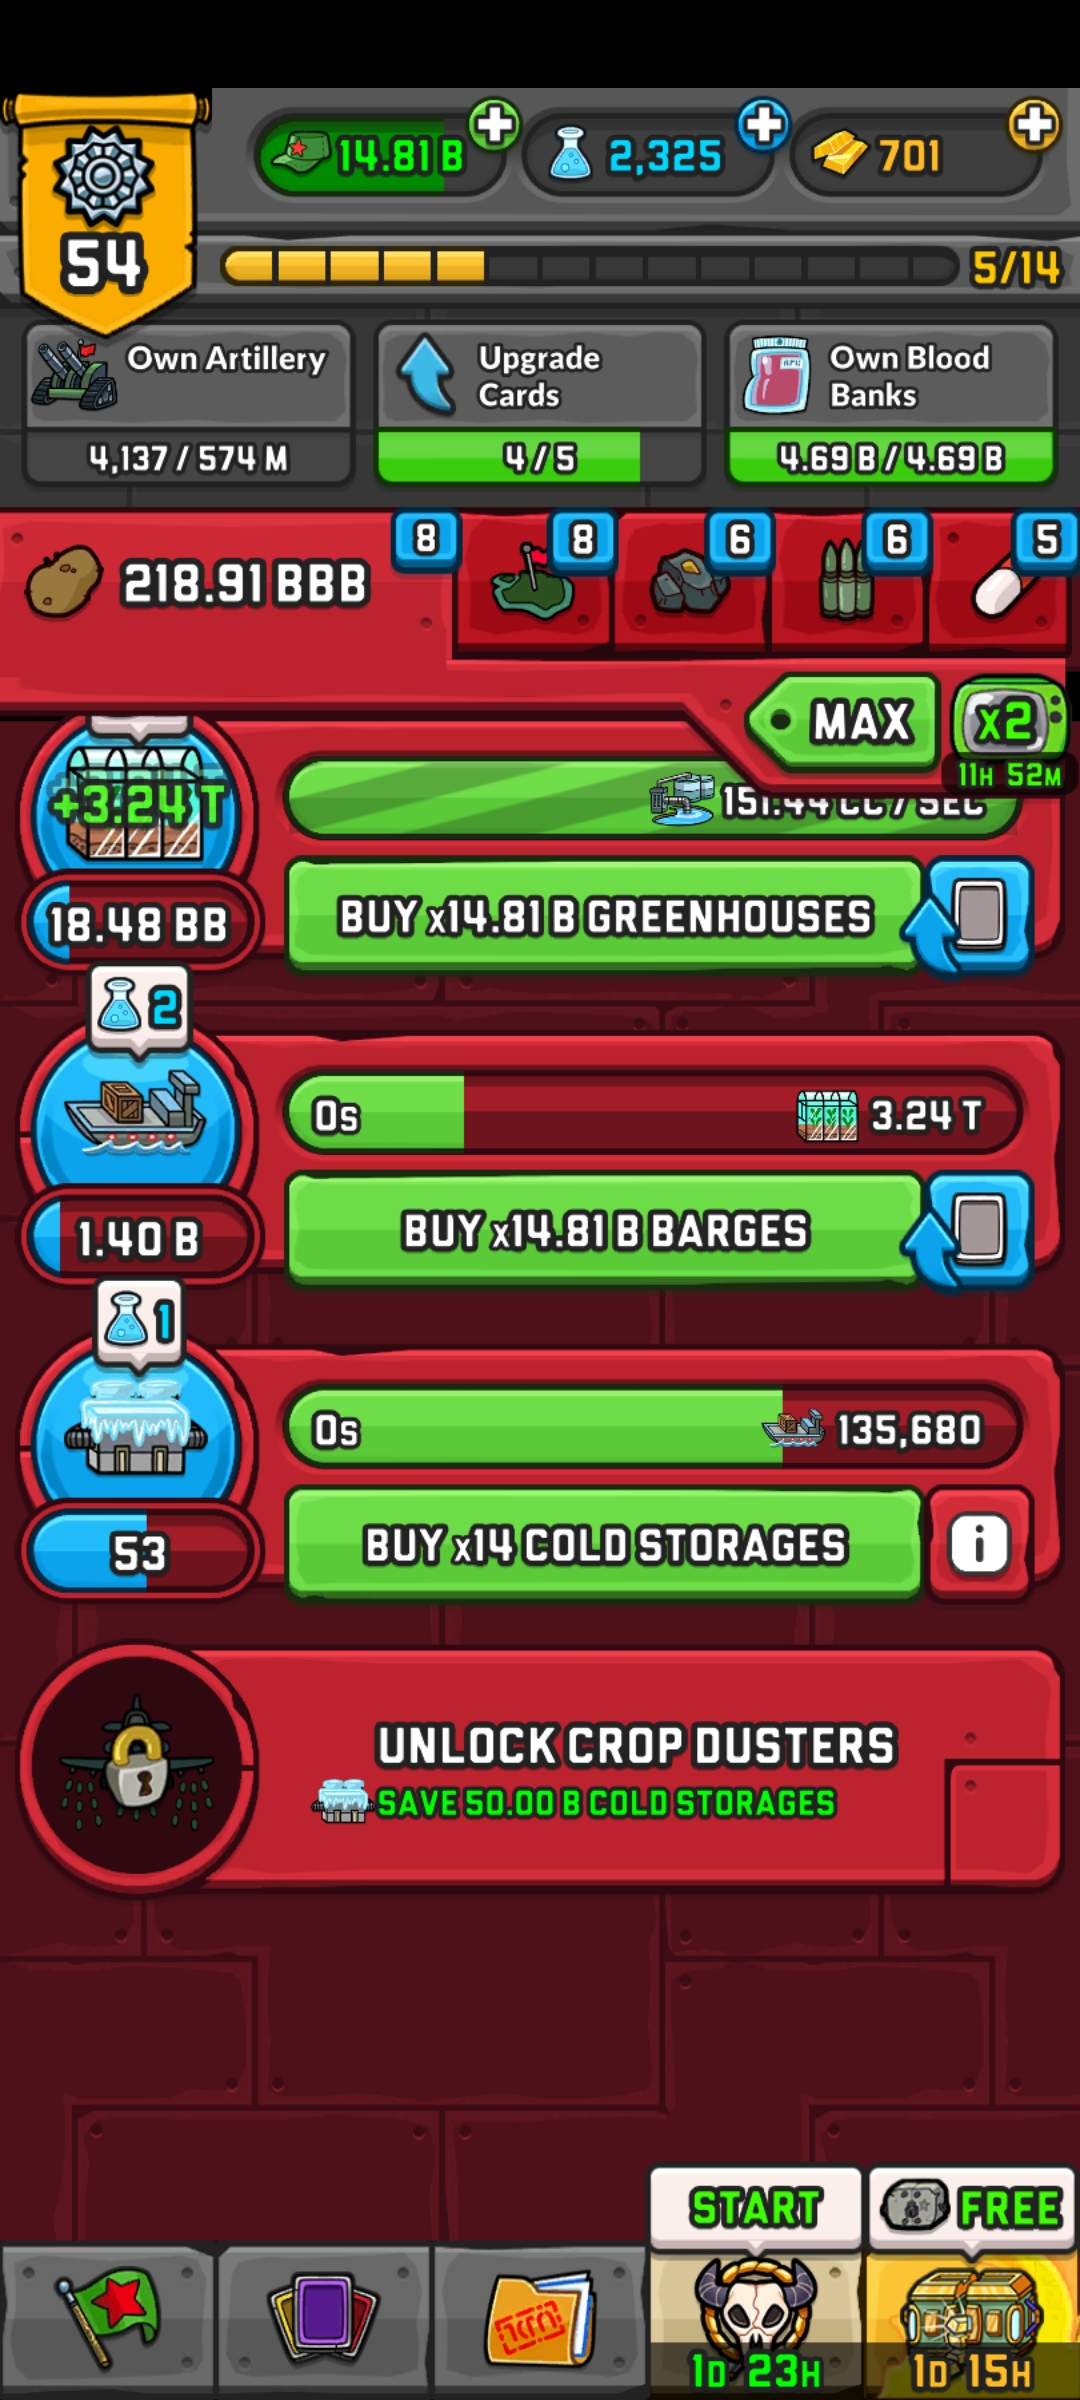 14.81 B
2,325
701
54
5/14
Own Artillery
4,137 / 574 M
Upgrade
Cards
4 / 5
Own Blood
Banks
4.69 B / 4.69 B
218.91 BBB
8
8
6
6
5
MAX
x2
11H 52M
+3.24 T
151.44 CC / SEC
18.48 BB
BUY x14.81 B GREENHOUSES
2
0s
3.24 T
1.40 B
BUY x14.81 B BARGES
1
0s
135,680
53
BUY x14 COLD STORAGES
i
UNLOCK CROP DUSTERS
SAVE 50.00 B COLD STORAGES
START
FREE
1D 23H
1D 15H